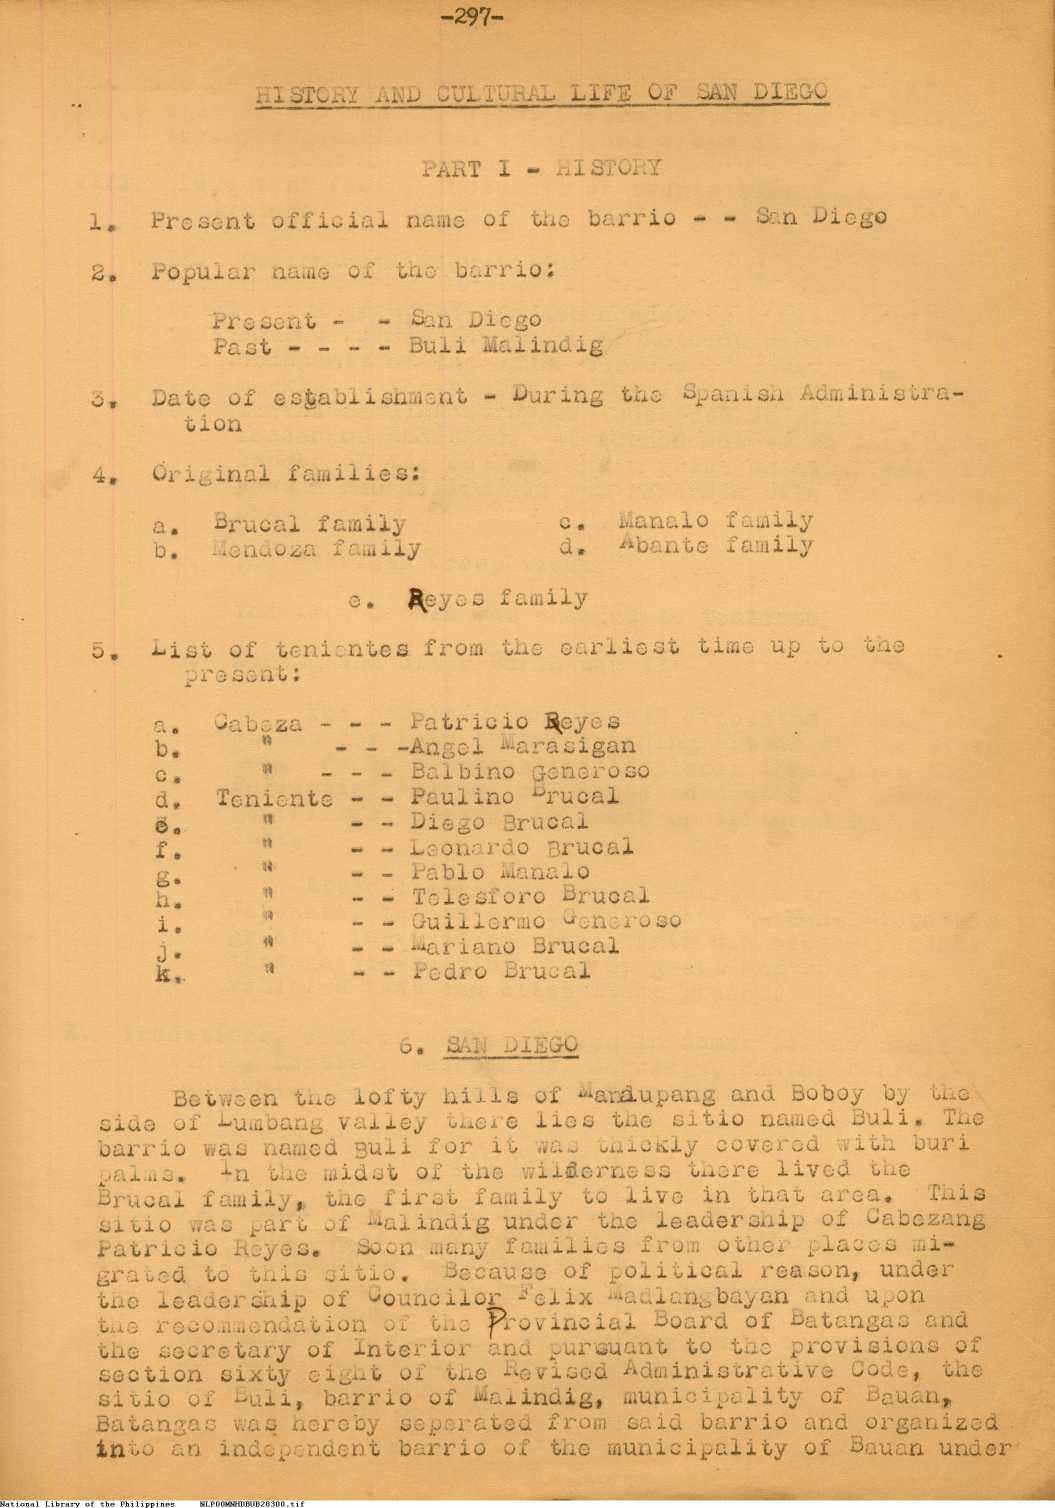 -297-
HISTORY AND CULTURAL LIFE OF SAN DIEGO
PART I - HISTORY
1. Present official name of the barrio - - San Diego
2. Popular name of the barrio:
Present - - San Diego
Past - - - - Buli Malindig
3. Date of establishment - During the Spanish Administra-
tion
4. Original families:
a. Brucal family c. Manalo family
b. Mendoza family d. Abante family
e. Reyes family
5. List of tenientes from the earliest time up to the
present:
a. Cabeza - - - Patricio Reyes
b. " - - -Angel Marasigan
c. " - - - Balbino Generoso
d. Teniente - - Paulino Brucal
e. " - - Diego Brucal
f. " - - Leonardo Brucal
g. " - - Pablo Manalo
h. " - - Telesforo Brucal
i. " - - Guillermo Generoso
j. " - - Mariano Brucal
k. " - - Pedro Brucal
6. SAN DIEGO
Between the lofty hills of Mandupang and Boboy by the
side of Lumbang valley there lies the sitio named Buli. The
barrio was named Buli for it was thickly covered with buri
palms. In the midst of the wilderness there lived the
Brucal family, the first family to live in that area. This
sitio was part of Malindig under the leadership of Cabezang
Patricio Reyes. Soon many families from other places mi-
grated to this sitio. Because of political reason, under
the leadership of Councilor Felix Madlangbayan and upon
the recommendation of the Provincial Board of Batangas and
the secretary of Interior and pursuant to the provisions of
section sixty eight of the Revised Administrative Code, the
sitio of Buli, barrio of Malindig, municipality of Bauan,
Batangas was hereby seperated from said barrio and organized
into an independent barrio of the municipality of Bauan under
National Library of the Philippines NLP00MNHDBUB28300.tif